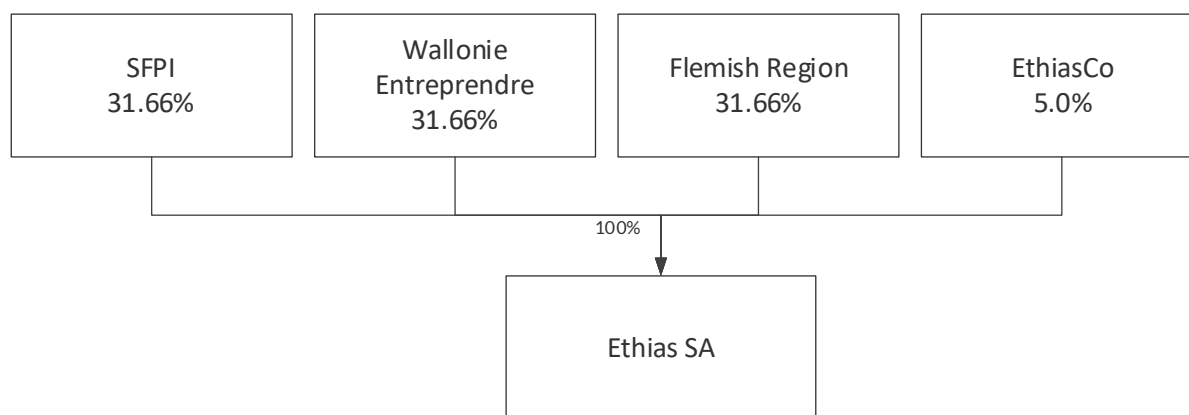 SFPI
31.66%
Wallonie
Entreprendre
31.66%
Flemish Region
31.66%
EthiasCo
5.0%
100%
Ethias SA